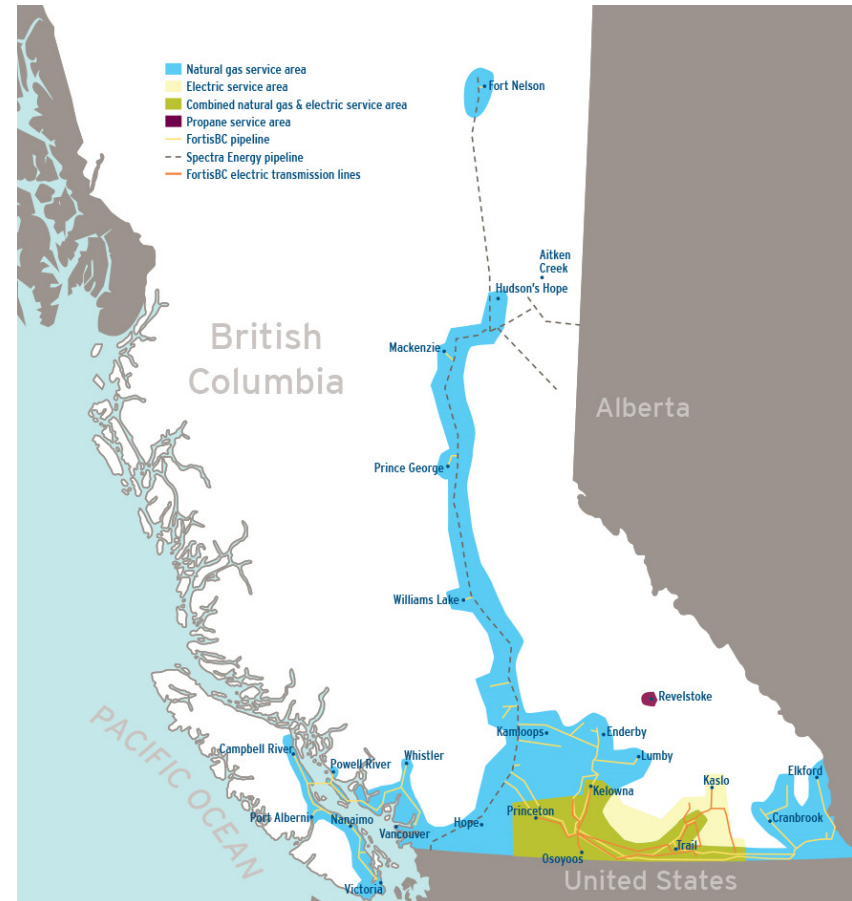 Natural gas service area
Electric service area
Combined natural gas & electric service area
Propane service area
FortisBC pipeline
Spectra Energy pipeline
FortisBC electric transmission lines
Fort Nelson
Aitken
Creek
Hudson's Hope
British
Columbia
Mackenzie
Alberta
Prince George
Williams Lake
Revelstoke
PACIFIC OCEAN
Campbell River
Powell River
Whistler
Kamloops
Enderby
Lumby
Kaslo
Elkford
Kelowna
Port Alberni
Nanaimo
Vancouver
Hope
Princeton
Cranbrook
Osoyoos
Trail
Victoria
United States